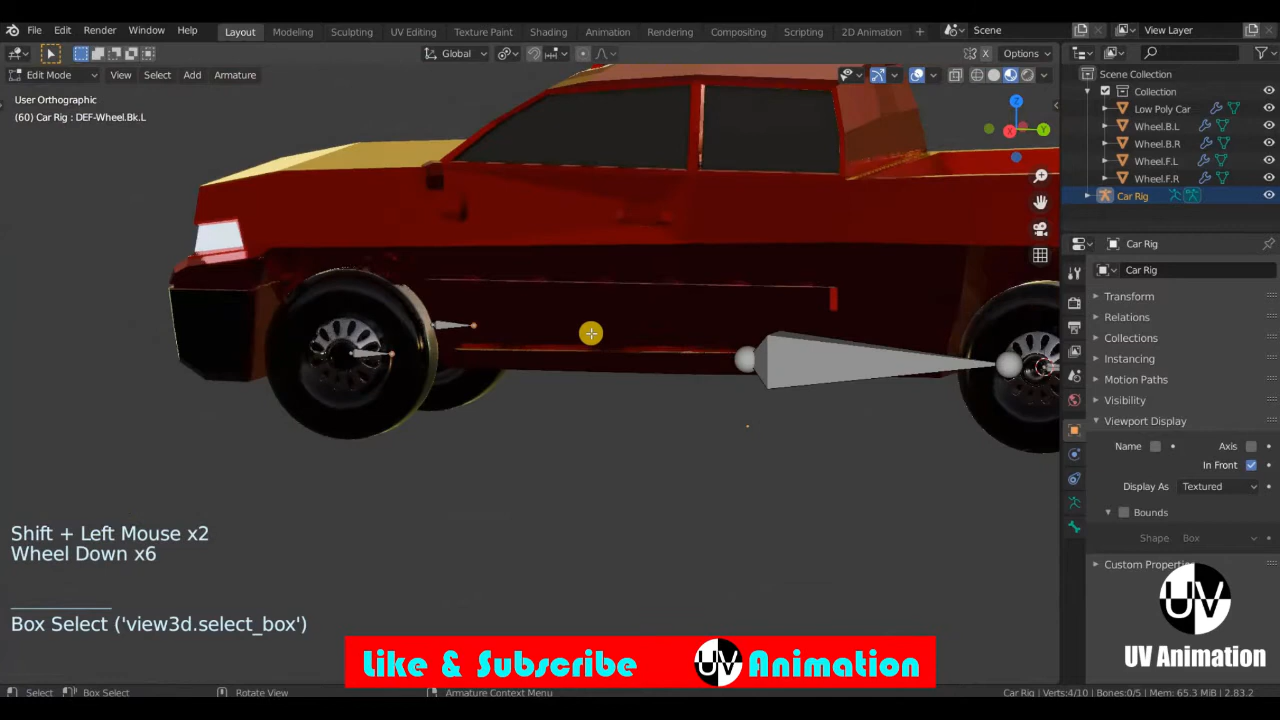 File Edit Render Window Help
Layout Modeling Sculpting UV Editing Texture Paint Shading Animation Rendering Compositing Scripting 2D Animation +
Scene View Layer
Global Options
Edit Mode View Select Add Armature
User Orthographic
(60) Car Rig : DEF-Wheel.Bk.L
Z
X
Y
Scene Collection
Collection
Low Poly Car
Wheel.B.L
Wheel.B.R
Wheel.F.L
Wheel.F.R
Car Rig
Car Rig
Car Rig
Transform
Relations
Collections
Instancing
Motion Paths
Visibility
Viewport Display
Name Axis
In Front
Display As Textured
Bounds
Shape Box
Custom Properties
Shift + Left Mouse x2
Wheel Down x6
Box Select ('view3d.select_box')
UV
UV Animation
Like & Subscribe UV Animation
Select Box Select Rotate View Armature Context Menu Car Rig | Verts:4/10 | Bones:0/5 | Mem: 65.3 MiB | 2.83.2